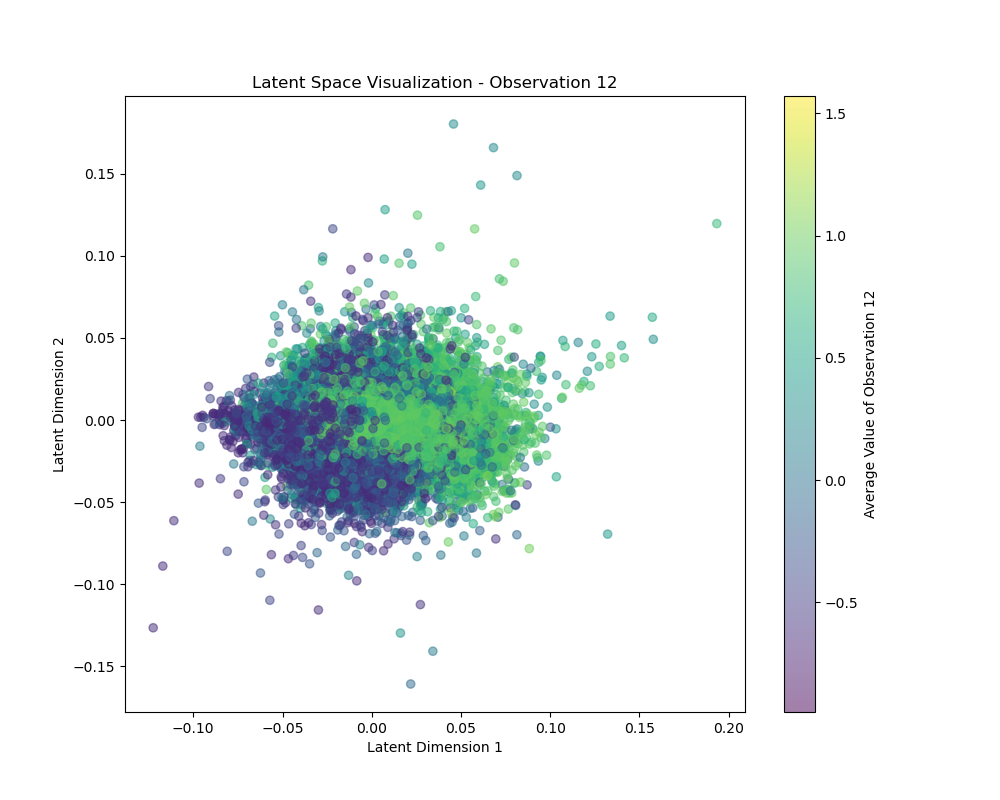 Latent Space Visualization - Observation 12
0.15
0.10
0.05
0.00
−0.05
−0.10
−0.15
Latent Dimension 2
−0.10 −0.05 0.00 0.05 0.10 0.15 0.20
Latent Dimension 1
1.5
1.0
0.5
0.0
−0.5
Average Value of Observation 12